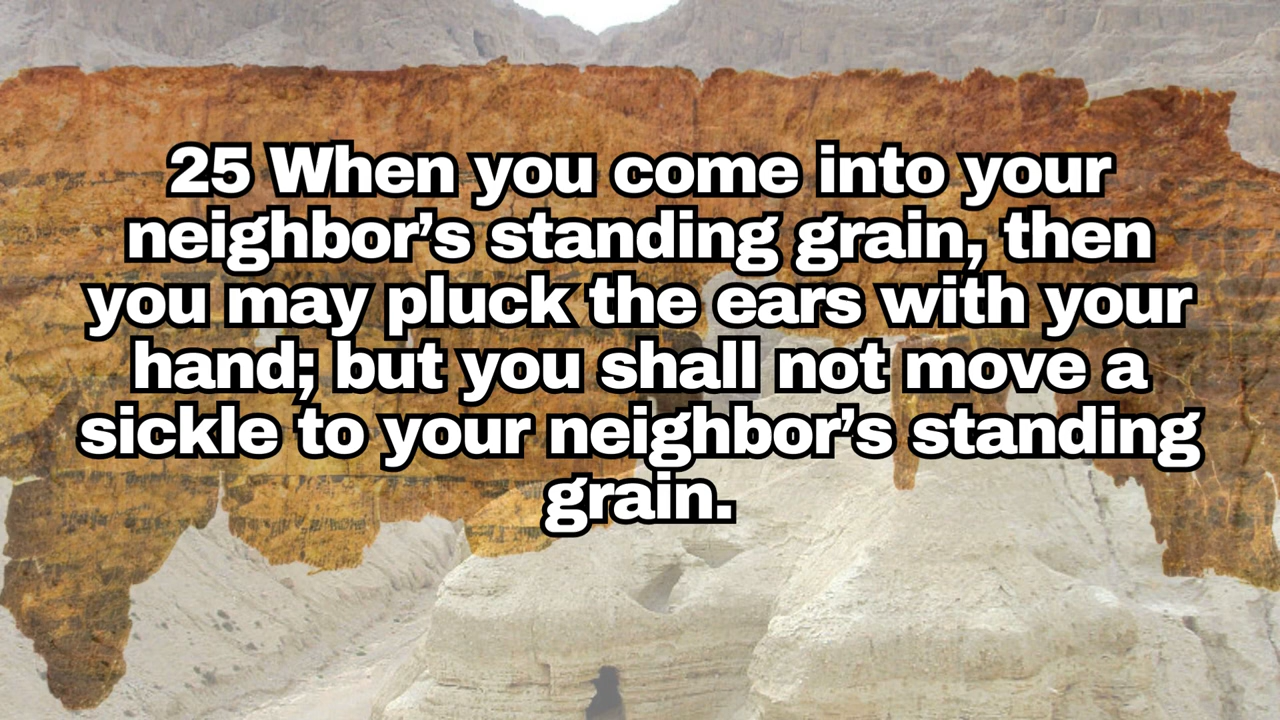 25 When you come into your
neighbor’s standing grain, then
you may pluck the ears with your
hand; but you shall not move a
sickle to your neighbor’s standing
grain.